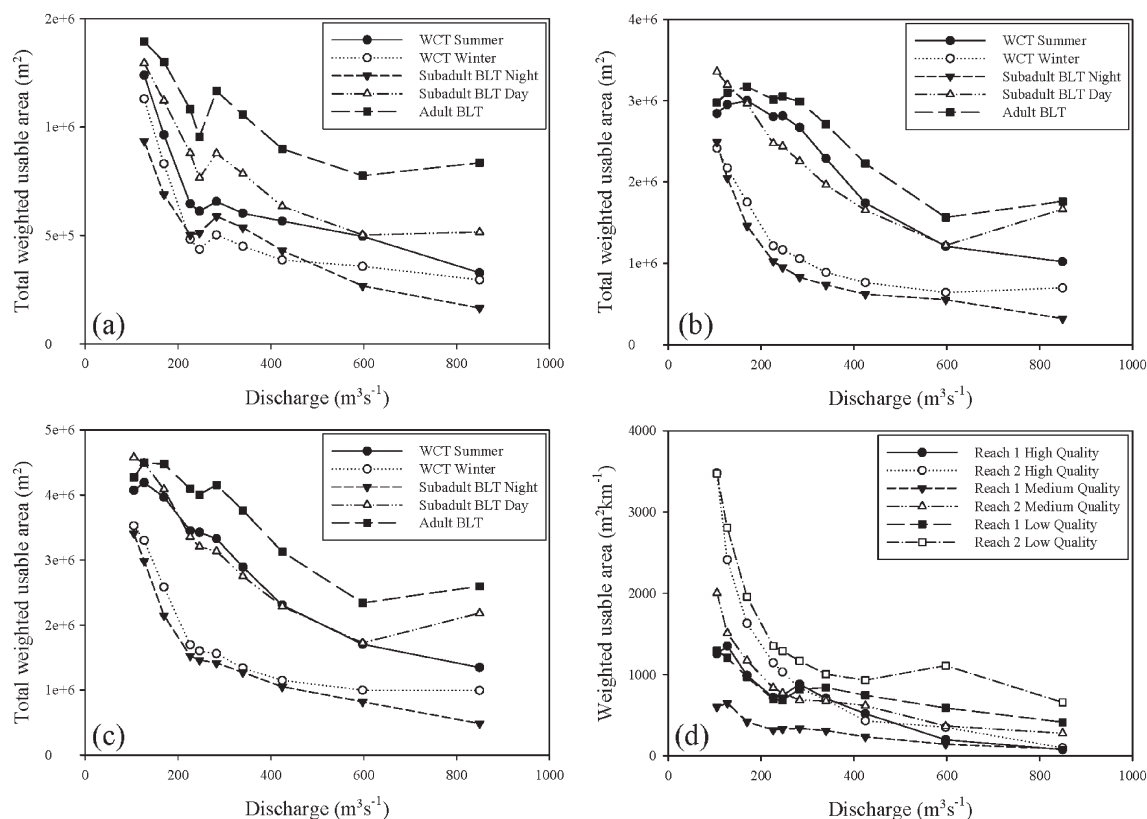 2e+6
1e+6
5e+5
0
Total weighted usable area (m²)
WCT Summer
WCT Winter
Subadult BLT Night
Subadult BLT Day
Adult BLT
(a)
0 200 400 600 800 1000
Discharge (m³s⁻¹)
4e+6
3e+6
2e+6
1e+6
0
Total weighted usable area (m²)
WCT Summer
WCT Winter
Subadult BLT Night
Subadult BLT Day
Adult BLT
(b)
0 200 400 600 800 1000
Discharge (m³s⁻¹)
5e+6
4e+6
3e+6
2e+6
1e+6
0
Total weighted usable area (m²)
WCT Summer
WCT Winter
Subadult BLT Night
Subadult BLT Day
Adult BLT
(c)
0 200 400 600 800 1000
Discharge (m³s⁻¹)
4000
3000
2000
1000
0
Weighted usable area (m²km⁻¹)
Reach 1 High Quality
Reach 2 High Quality
Reach 1 Medium Quality
Reach 2 Medium Quality
Reach 1 Low Quality
Reach 2 Low Quality
(d)
0 200 400 600 800 1000
Discharge (m³s⁻¹)